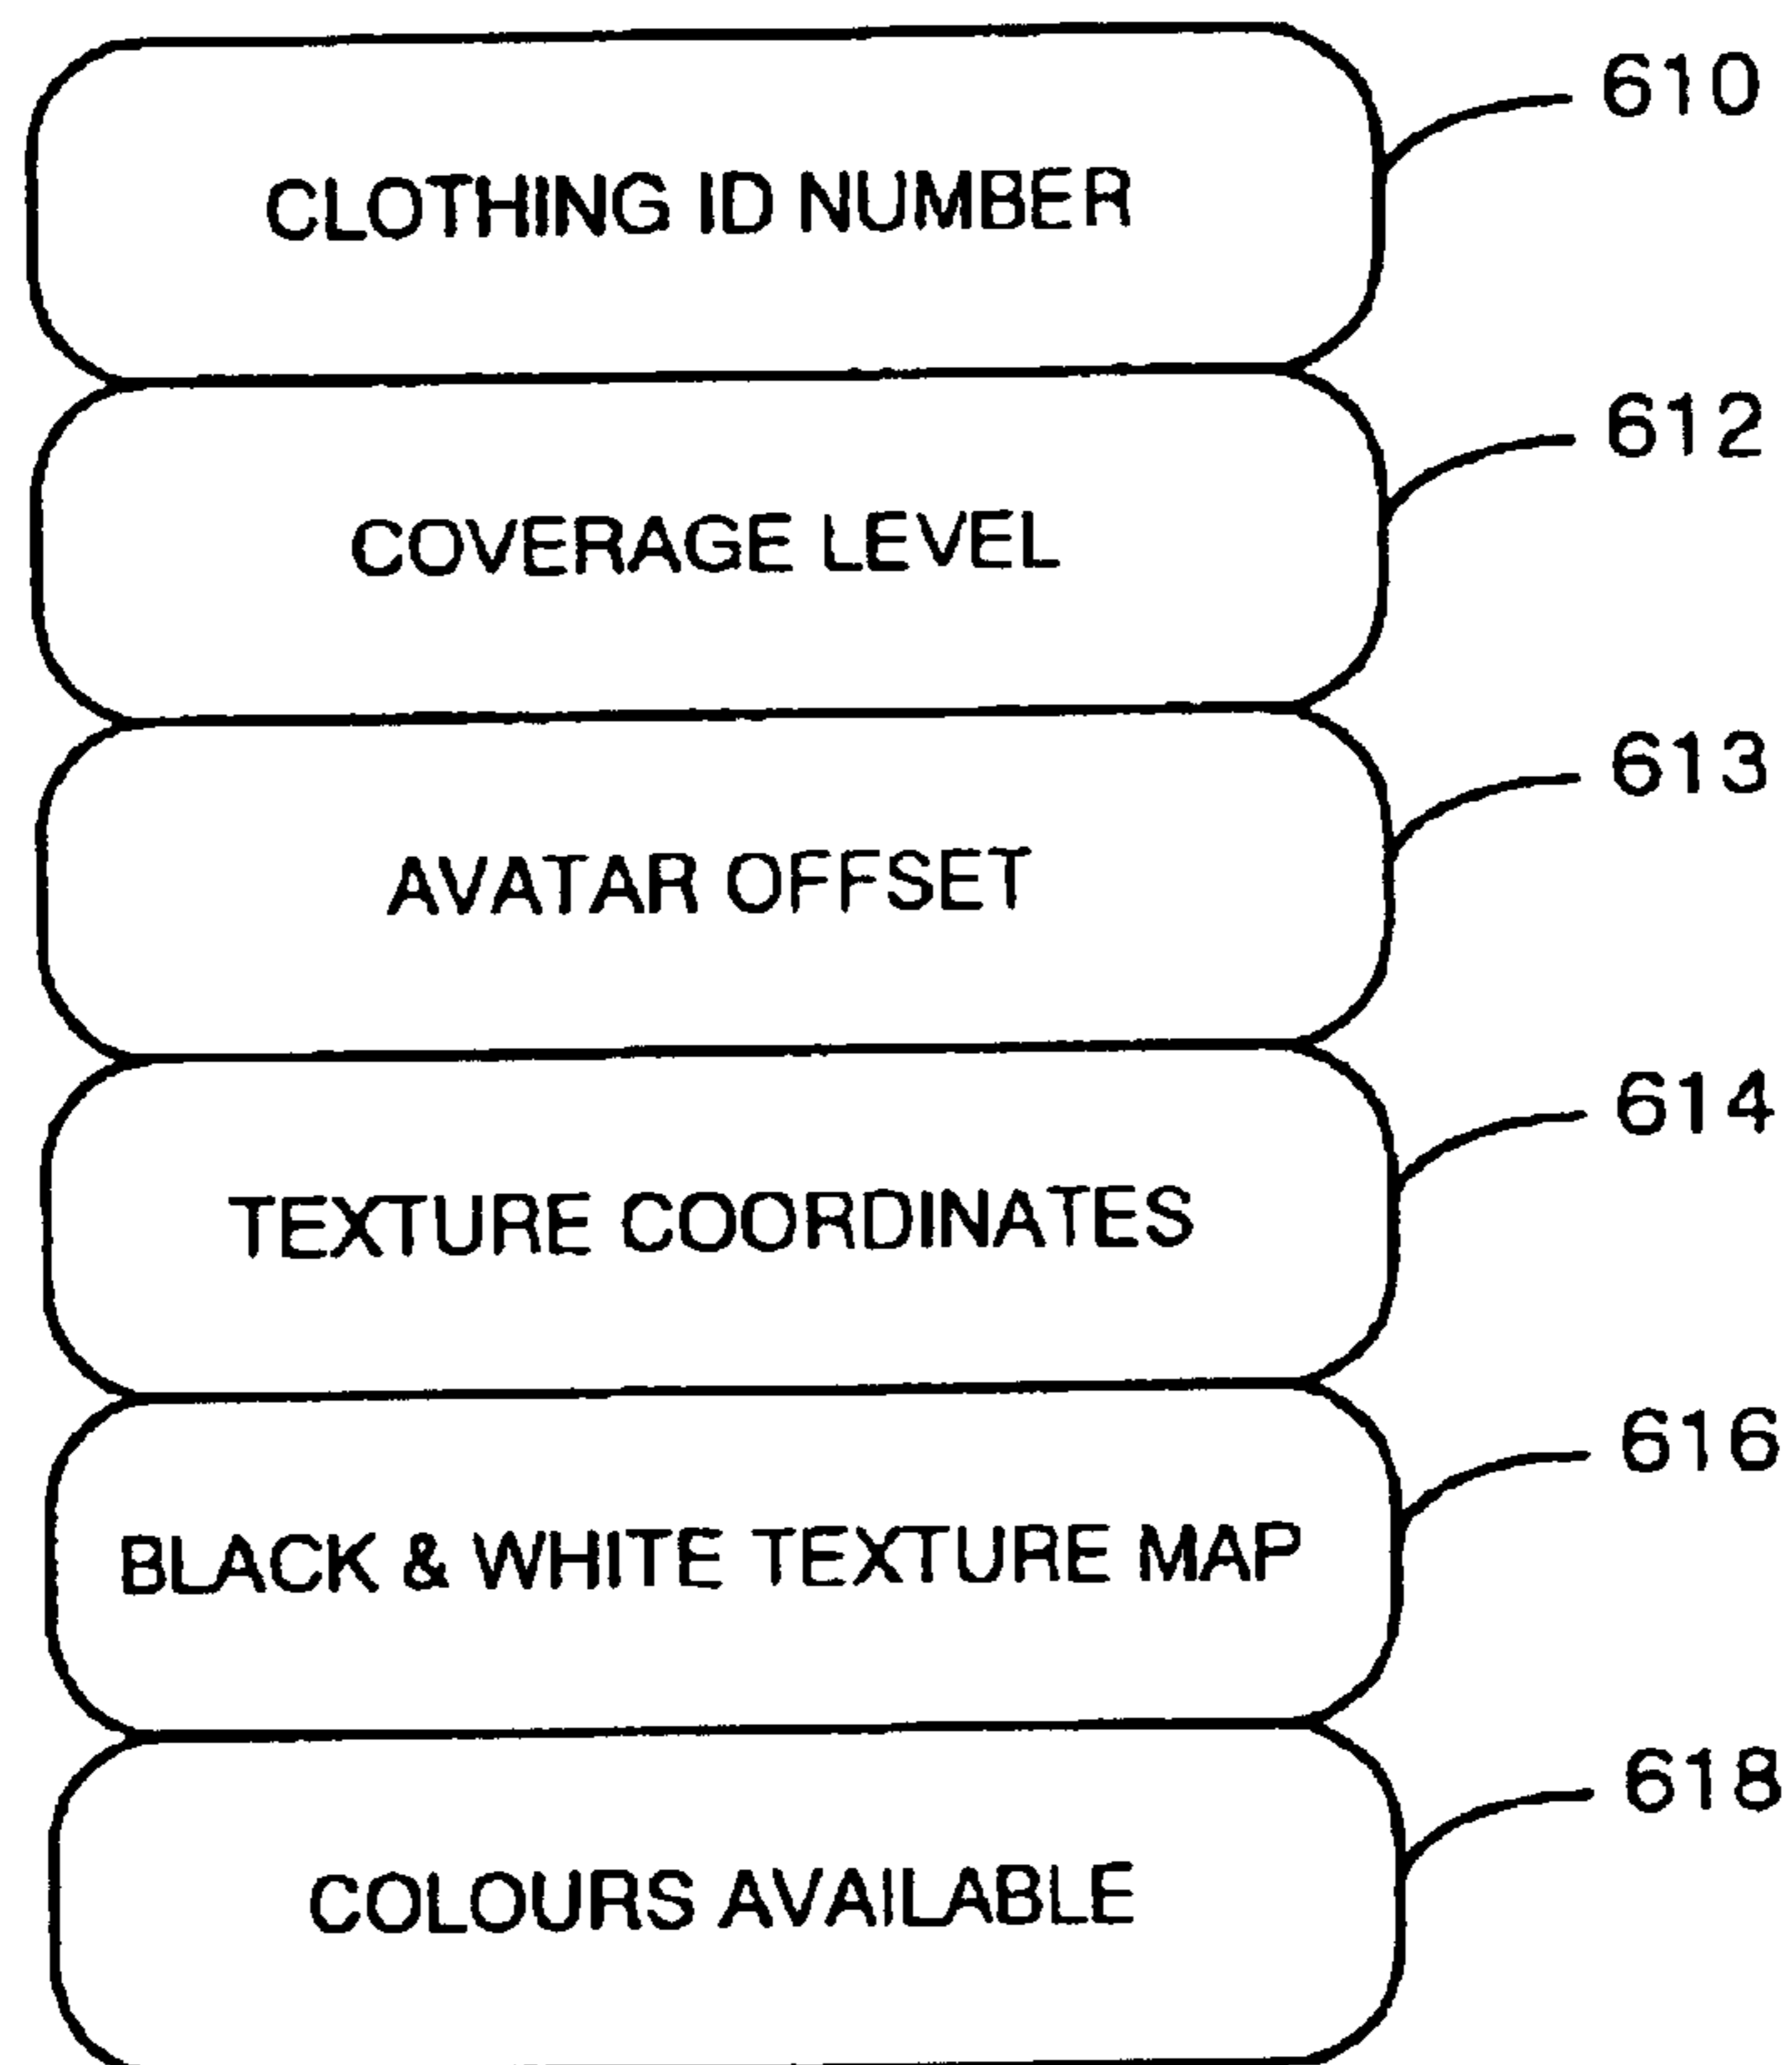 610
CLOTHING ID NUMBER
612
COVERAGE LEVEL
613
AVATAR OFFSET
614
TEXTURE COORDINATES
616
BLACK & WHITE TEXTURE MAP
618
COLOURS AVAILABLE